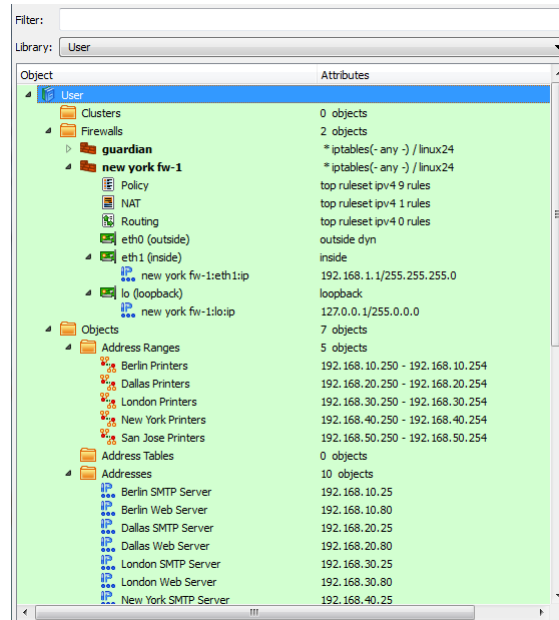 Filter:
Library: User
Object Attributes
User
Clusters 0 objects
Firewalls 2 objects
guardian * iptables(- any -) / linux24
new york fw-1 * iptables(- any -) / linux24
Policy top ruleset ipv4 9 rules
NAT top ruleset ipv4 1 rules
Routing top ruleset ipv4 0 rules
eth0 (outside) outside dyn
eth1 (inside) inside
new york fw-1:eth1:ip 192.168.1.1/255.255.255.0
lo (loopback) loopback
new york fw-1:lo:ip 127.0.0.1/255.0.0.0
Objects 7 objects
Address Ranges 5 objects
Berlin Printers 192.168.10.250 - 192.168.10.254
Dallas Printers 192.168.20.250 - 192.168.20.254
London Printers 192.168.30.250 - 192.168.30.254
New York Printers 192.168.40.250 - 192.168.40.254
San Jose Printers 192.168.50.250 - 192.168.50.254
Address Tables 0 objects
Addresses 10 objects
Berlin SMTP Server 192.168.10.25
Berlin Web Server 192.168.10.80
Dallas SMTP Server 192.168.20.25
Dallas Web Server 192.168.20.80
London SMTP Server 192.168.30.25
London Web Server 192.168.30.80
New York SMTP Server 192.168.40.25